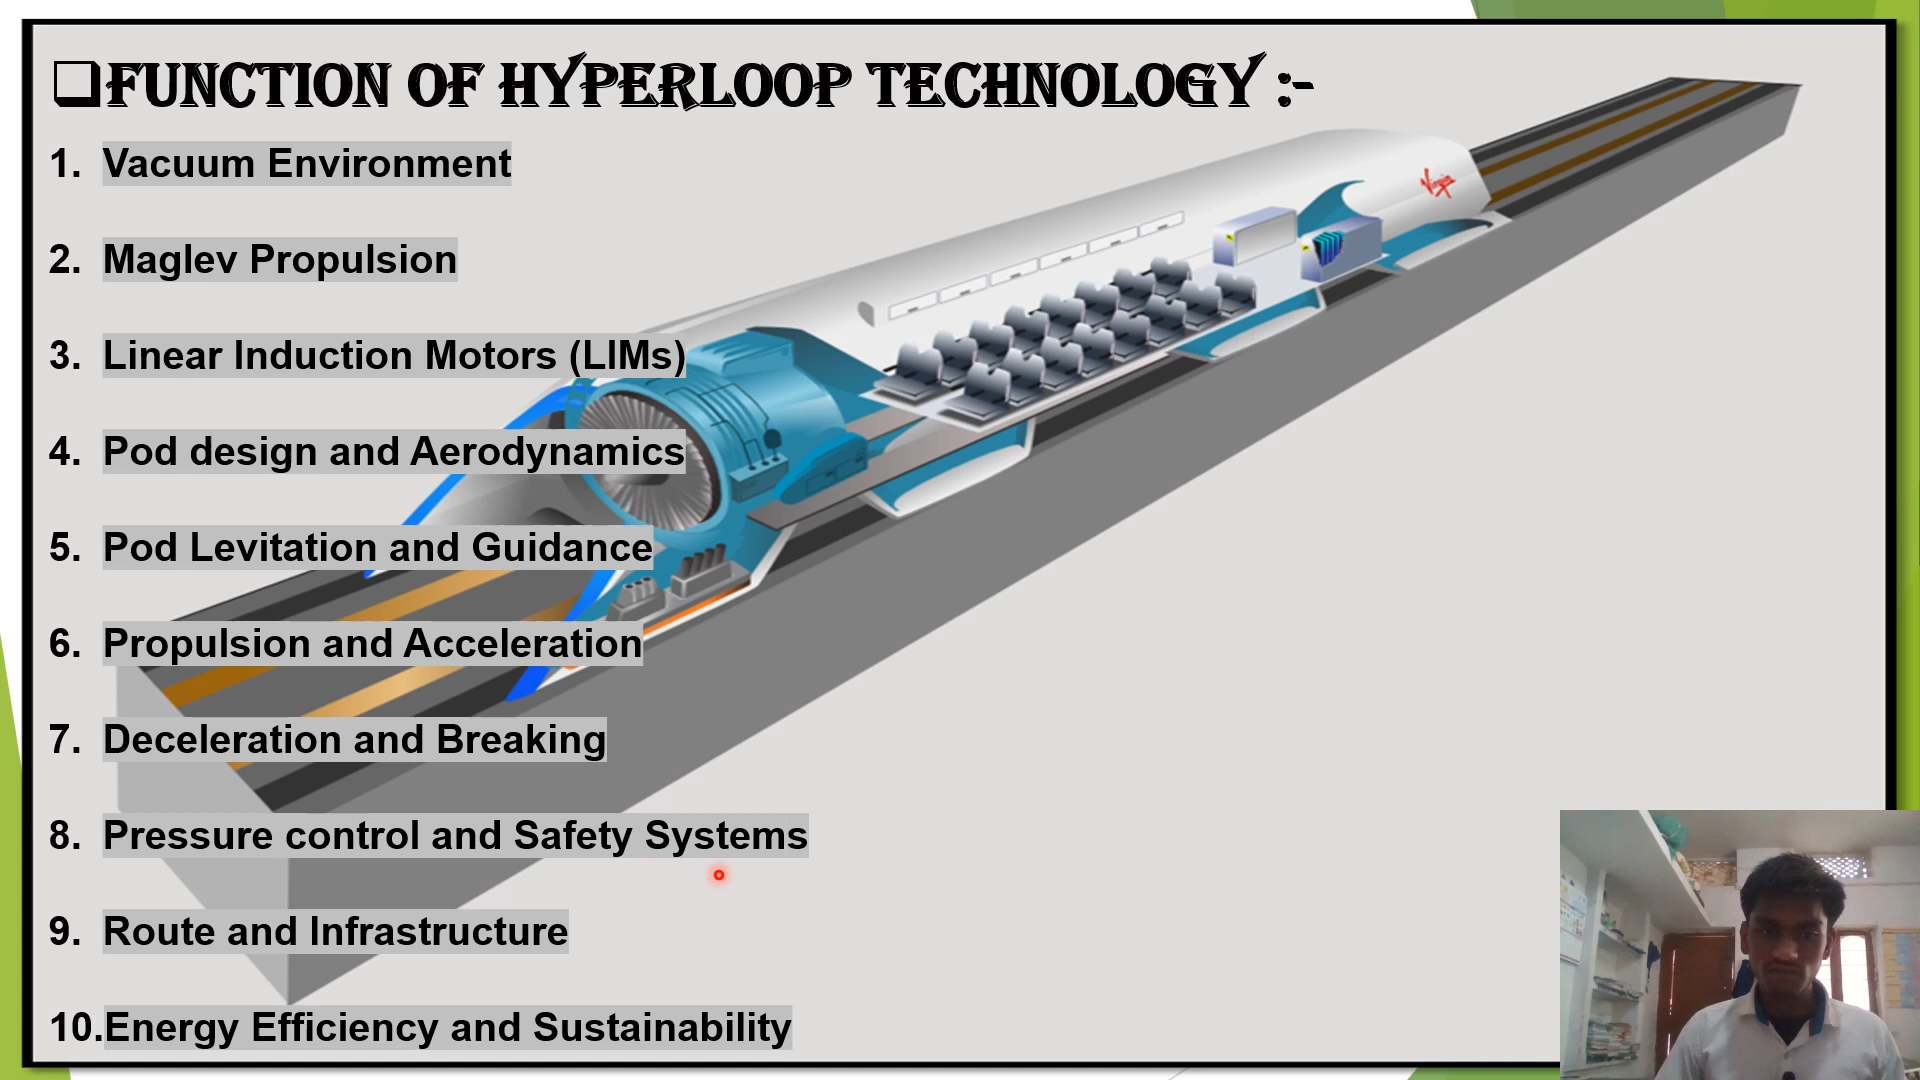 ❑FUNCTION OF HYPERLOOP TECHNOLOGY :-
1. Vacuum Environment
2. Maglev Propulsion
Virgin
3. Linear Induction Motors (LIMs)
4. Pod design and Aerodynamics
5. Pod Levitation and Guidance
6. Propulsion and Acceleration
7. Deceleration and Breaking
8. Pressure control and Safety Systems
9. Route and Infrastructure
10.Energy Efficiency and Sustainability